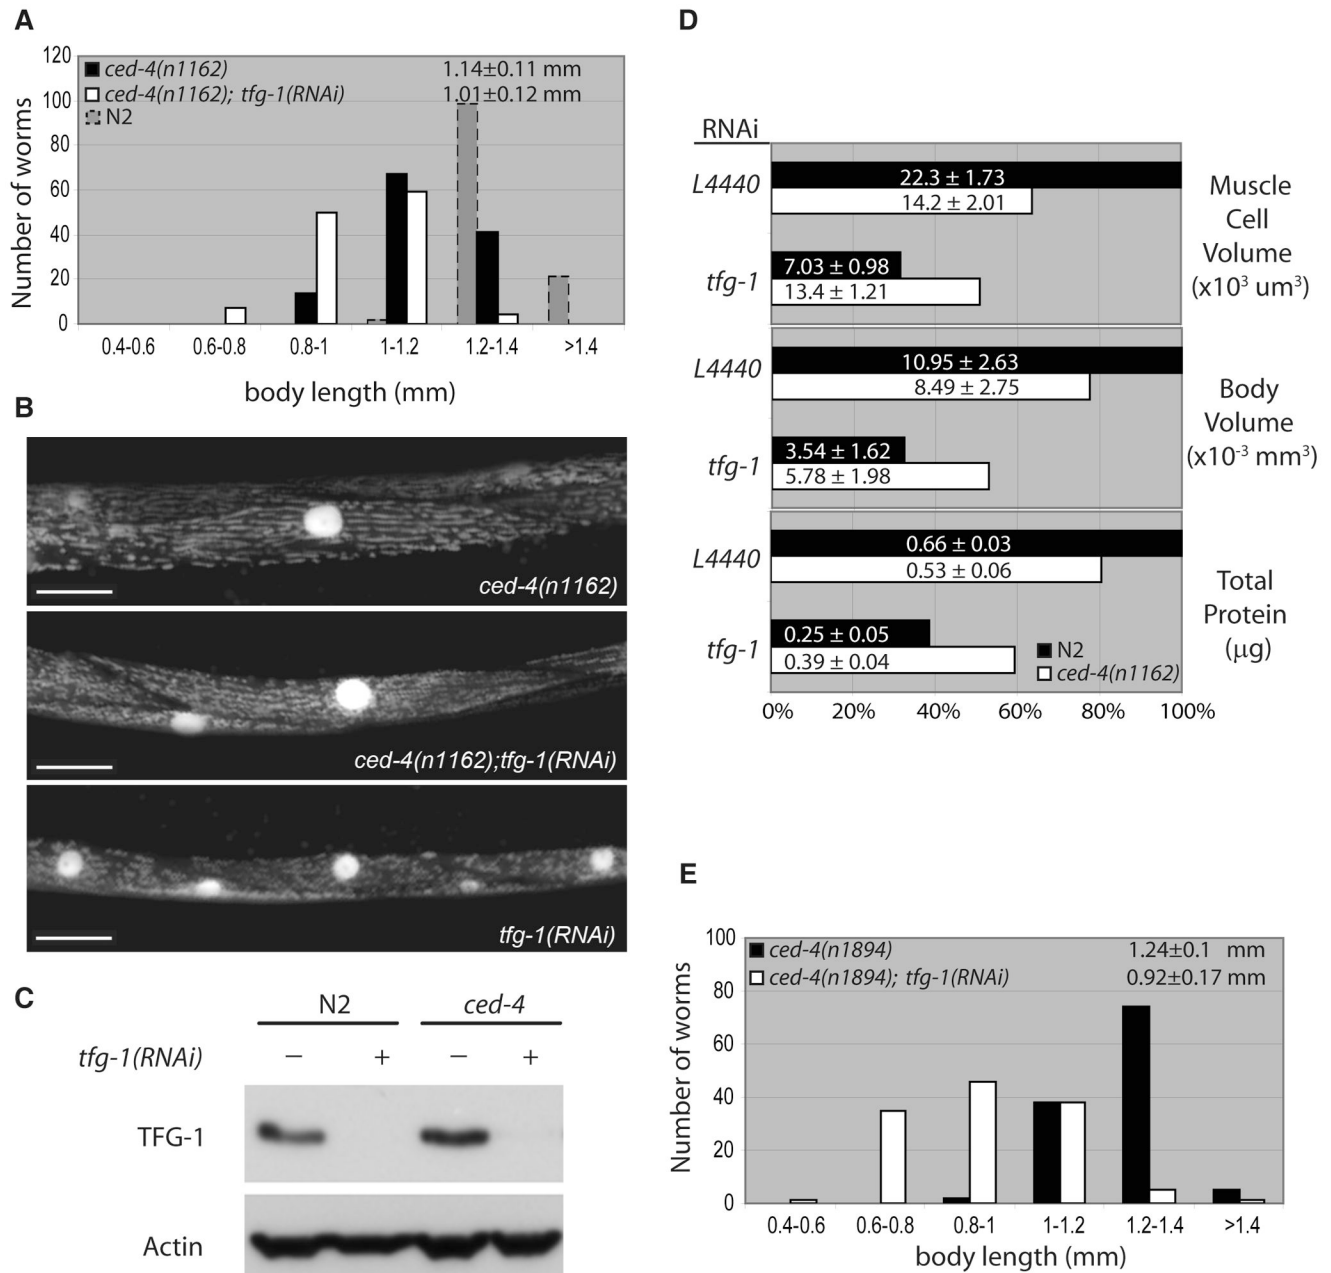 A
120
100
80
60
40
20
0
Number of worms
ced-4(n1162) 1.14±0.11 mm
ced-4(n1162); tfg-1(RNAi) 1.01±0.12 mm
N2
0.4-0.6 0.6-0.8 0.8-1 1-1.2 1.2-1.4 >1.4
body length (mm)
B
ced-4(n1162)
ced-4(n1162);tfg-1(RNAi)
tfg-1(RNAi)
C
N2 ced-4
tfg-1(RNAi) − + − +
TFG-1
Actin
D
RNAi
L4440
22.3 ± 1.73
14.2 ± 2.01
tfg-1
7.03 ± 0.98
13.4 ± 1.21
Muscle
Cell
Volume
(x10³ um³)
L4440
10.95 ± 2.63
8.49 ± 2.75
tfg-1
3.54 ± 1.62
5.78 ± 1.98
Body
Volume
(x10⁻³ mm³)
L4440
0.66 ± 0.03
0.53 ± 0.06
tfg-1
0.25 ± 0.05
0.39 ± 0.04
N2
ced-4(n1162)
Total
Protein
(μg)
0% 20% 40% 60% 80% 100%
E
100
80
60
40
20
0
Number of worms
ced-4(n1894) 1.24±0.1 mm
ced-4(n1894); tfg-1(RNAi) 0.92±0.17 mm
0.4-0.6 0.6-0.8 0.8-1 1-1.2 1.2-1.4 >1.4
body length (mm)